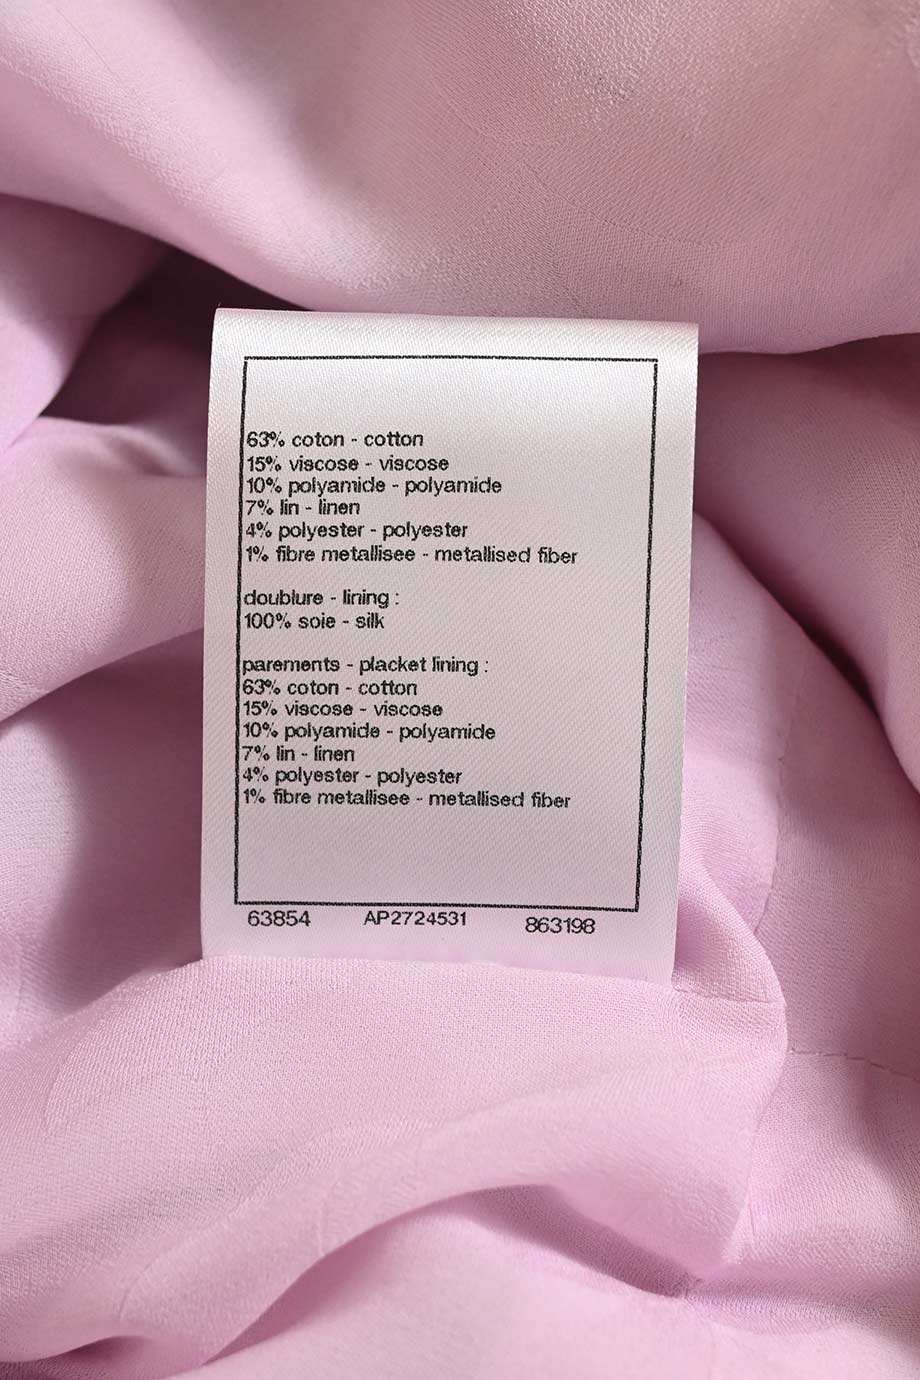 63% coton - cotton
15% viscose - viscose
10% polyamide - polyamide
7% lin - linen
4% polyester - polyester
1% fibre metallisee - metallised fiber
doublure - lining :
100% soie - silk
parements - placket lining :
63% coton - cotton
15% viscose - viscose
10% polyamide - polyamide
7% lin - linen
4% polyester - polyester
1% fibre metallisee - metallised fiber
63854 AP2724531 863198